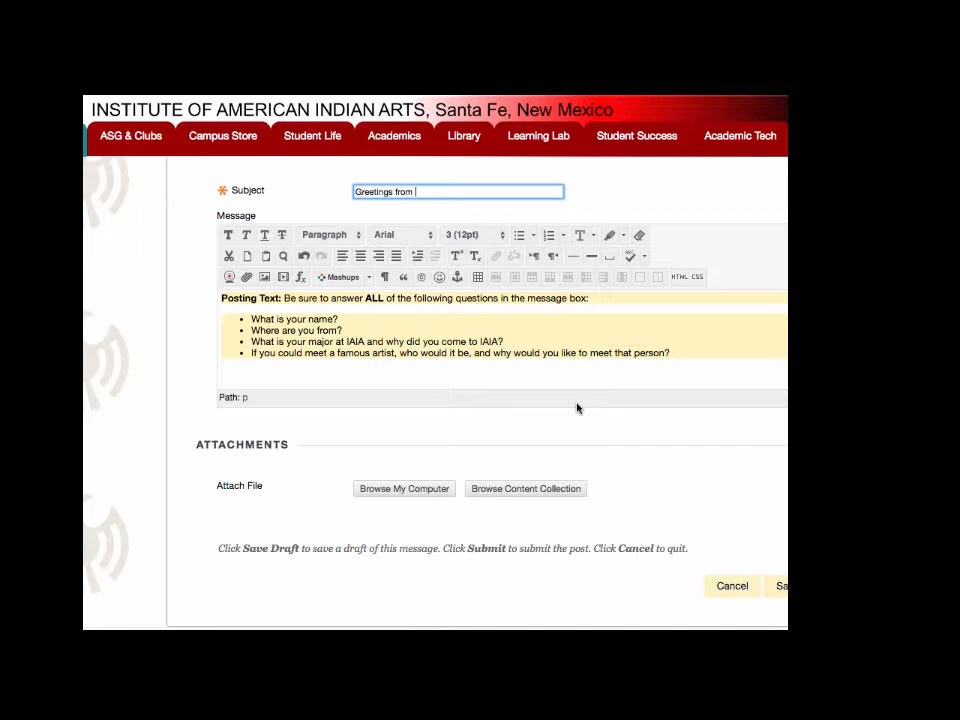 INSTITUTE OF AMERICAN INDIAN ARTS, Santa Fe, New Mexico
ASG & Clubs Campus Store Student Life Academics Library Learning Lab Student Success Academic Tech
Subject Greetings from
Message
T T T T Paragraph Arial 3 (12pt) T
T T
fx Mashups HTML CSS
Posting Text: Be sure to answer ALL of the following questions in the message box:
• What is your name?
• Where are you from?
• What is your major at IAIA and why did you come to IAIA?
• If you could meet a famous artist, who would it be, and why would you like to meet that person?
Path: p
ATTACHMENTS
Attach File Browse My Computer Browse Content Collection
Click Save Draft to save a draft of this message. Click Submit to submit the post. Click Cancel to quit.
Cancel Sa